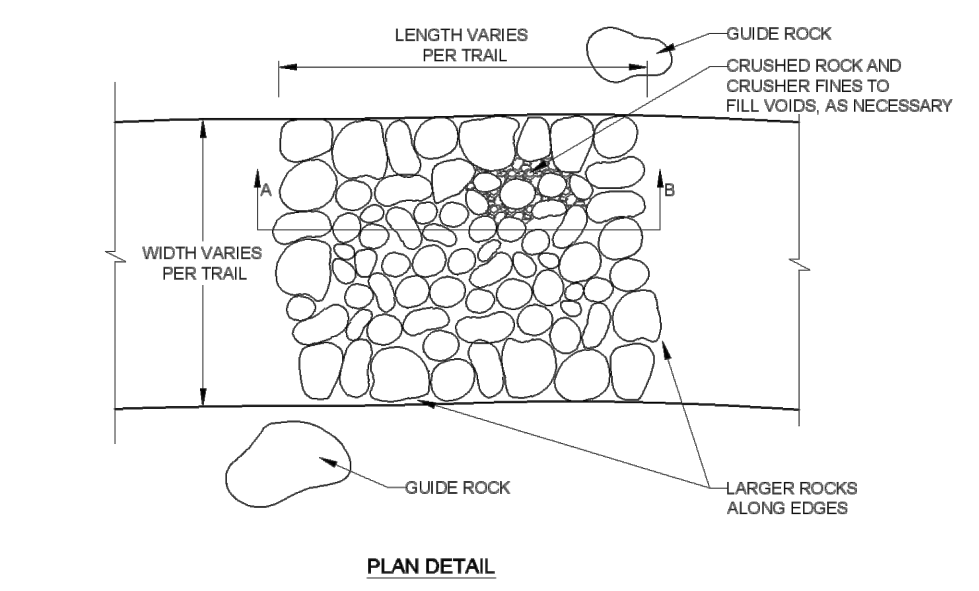 LENGTH VARIES
PER TRAIL
GUIDE ROCK
CRUSHED ROCK AND
CRUSHER FINES TO
FILL VOIDS, AS NECESSARY
A
B
WIDTH VARIES
PER TRAIL
GUIDE ROCK
LARGER ROCKS
ALONG EDGES
PLAN DETAIL